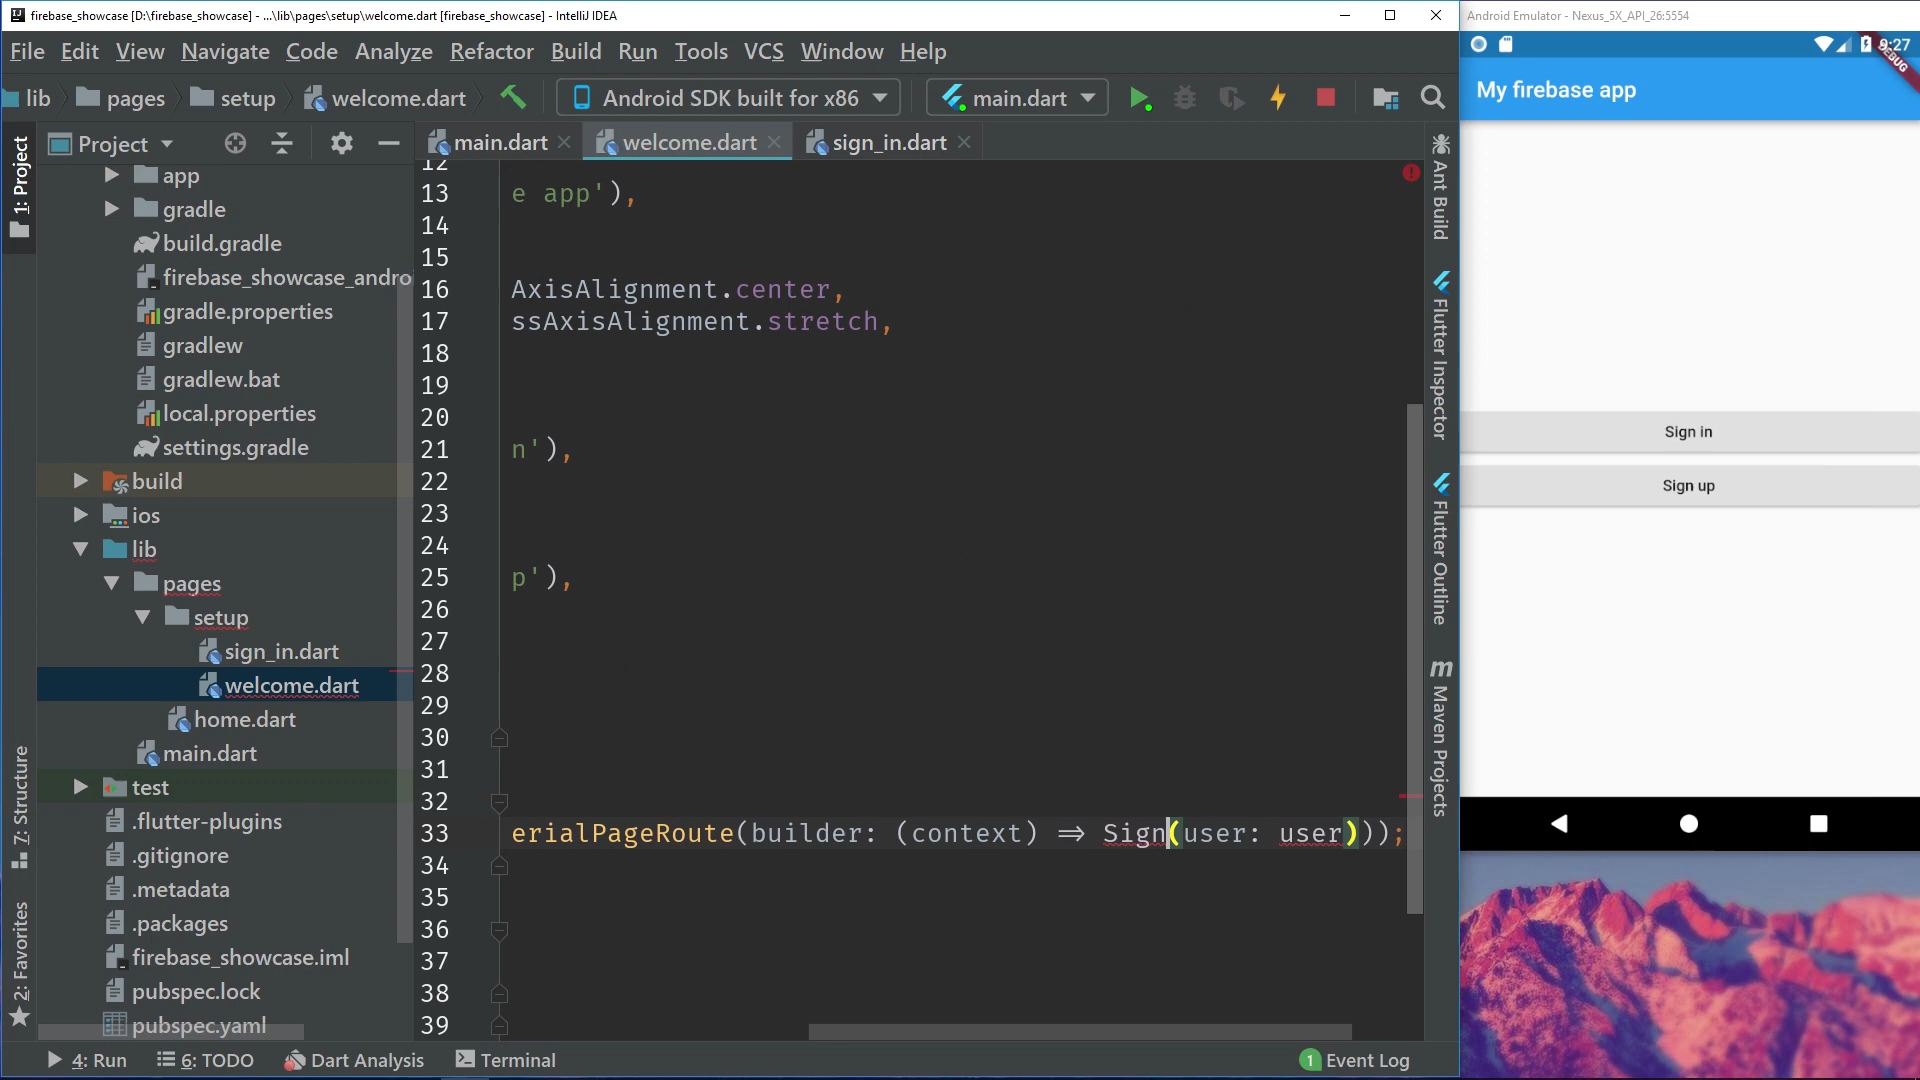 firebase_showcase [D:\firebase_showcase] - ...\lib\pages\setup\welcome.dart [firebase_showcase] - IntelliJ IDEA
File Edit View Navigate Code Analyze Refactor Build Run Tools VCS Window Help
lib pages setup welcome.dart Android SDK built for x86 main.dart
1: Project
Project
main.dart welcome.dart sign_in.dart
app
gradle
build.gradle
firebase_showcase_androi
gradle.properties
gradlew
gradlew.bat
local.properties
settings.gradle
build
ios
lib
pages
setup
sign_in.dart
welcome.dart
home.dart
main.dart
test
.flutter-plugins
.gitignore
.metadata
.packages
firebase_showcase.iml
pubspec.lock
pubspec.yaml
7: Structure
2: Favorites
12
13 e app'),
14
15
16 AxisAlignment.center,
17 ssAxisAlignment.stretch,
18
19
20
21 n'),
22
23
24
25 p'),
26
27
28
29
30
31
32
33 erialPageRoute(builder: (context) => Sign(user: user)));
34
35
36
37
38
39
Ant Build
Flutter Inspector
Flutter Outline
Maven Projects
4: Run 6: TODO Dart Analysis Terminal 1 Event Log
Android Emulator - Nexus_5X_API_26:5554
9:27
DEBUG
My firebase app
Sign in
Sign up